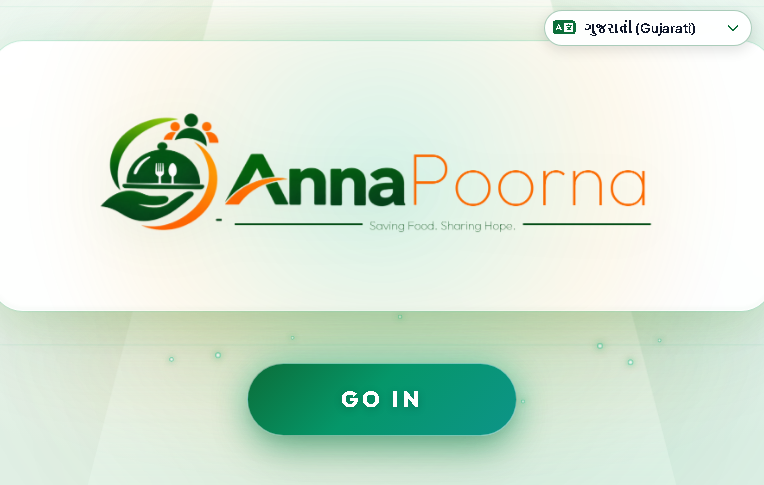 ગુજરાતી (Gujarati)
AnnaPoorna
Saving Food. Sharing Hope.
GO IN